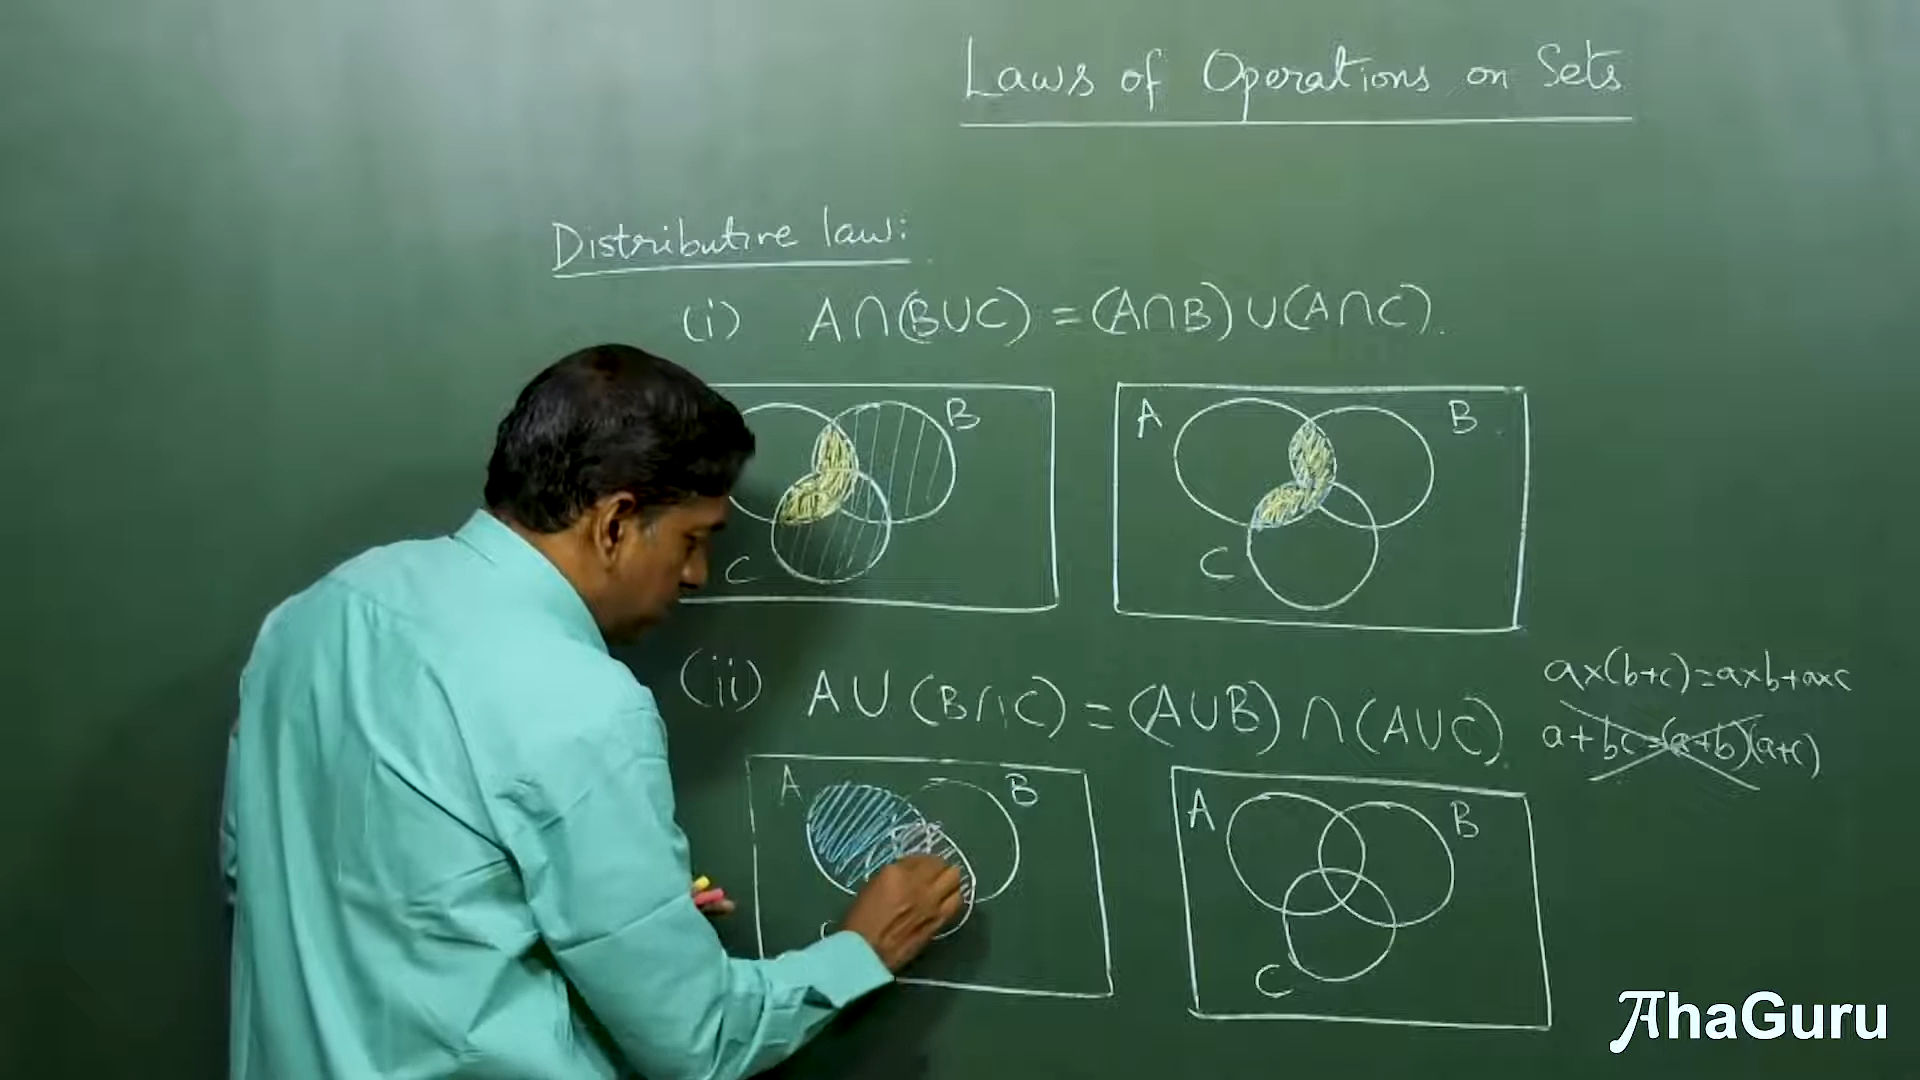 Laws of Operations on Sets
Distributive law:
(i) A∩(B∪C) = (A∩B)∪(A∩C).
B
C
A B
C
(ii) A∪(B∩C) = (A∪B)∩(A∪C).
a×(b+c)=a×b+a×c
a+bc=(a+b)(a+c)
A B
A B
C
AhaGuru